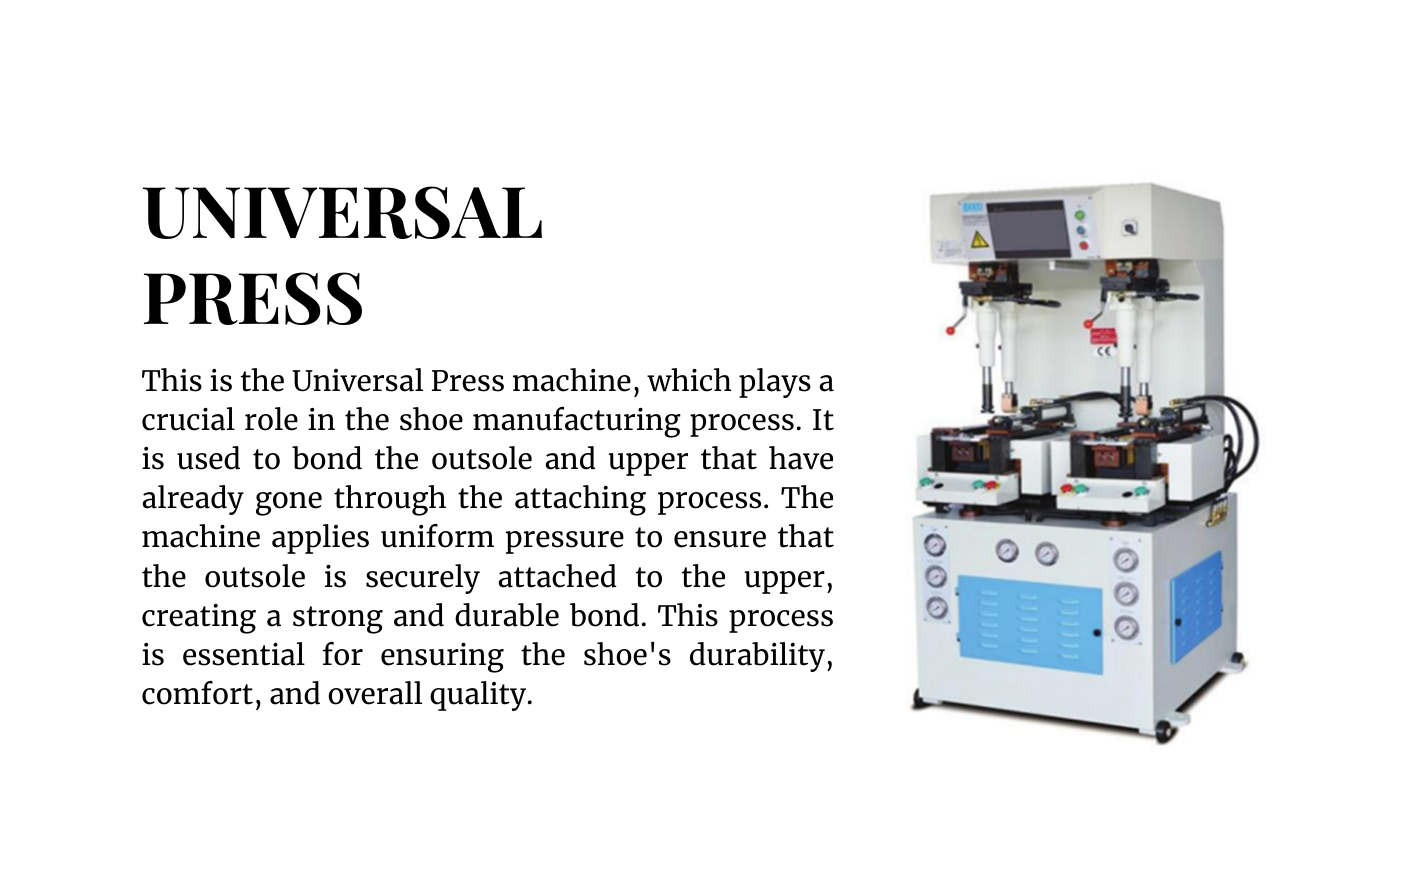 UNIVERSAL
PRESS
This is the Universal Press machine, which plays a
crucial role in the shoe manufacturing process. It
is used to bond the outsole and upper that have
already gone through the attaching process. The
machine applies uniform pressure to ensure that
the outsole is securely attached to the upper,
creating a strong and durable bond. This process
is essential for ensuring the shoe's durability,
comfort, and overall quality.
CE